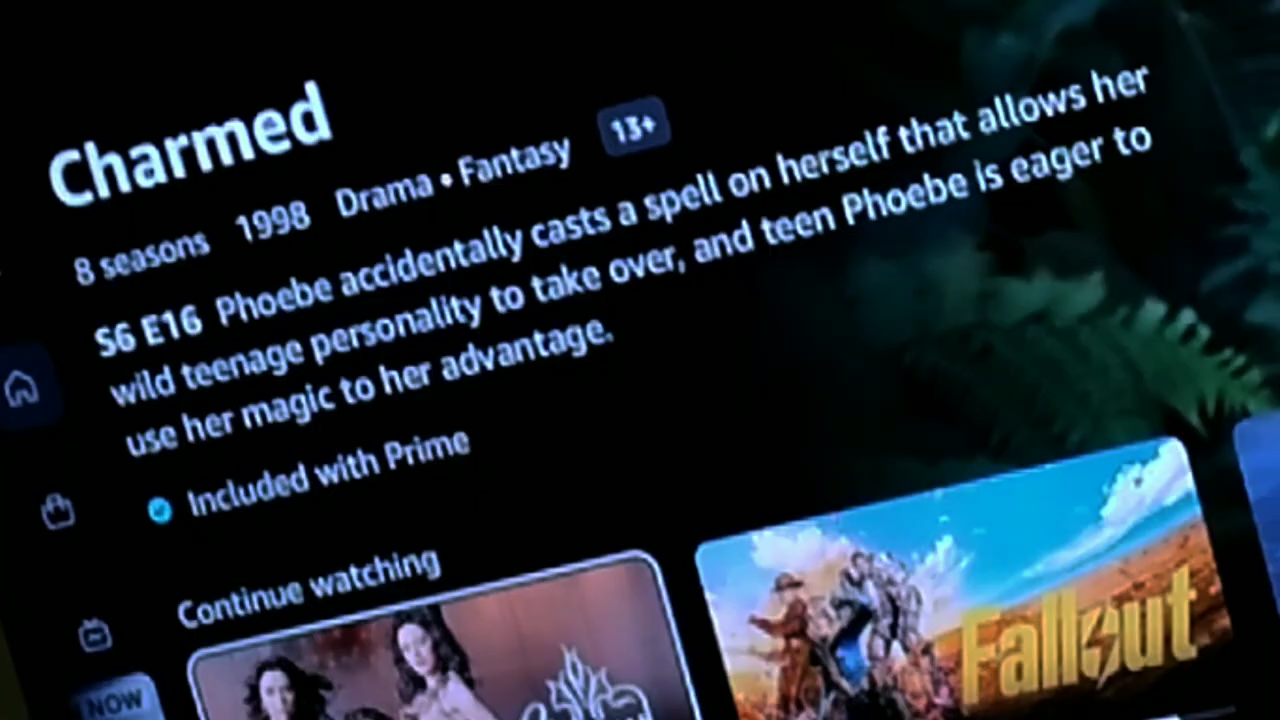 Charmed
8 seasons 1998 Drama • Fantasy 13+
S6 E16 Phoebe accidentally casts a spell on herself that allows her
wild teenage personality to take over, and teen Phoebe is eager to
use her magic to her advantage.
Included with Prime
Continue watching
Fallout
NOW